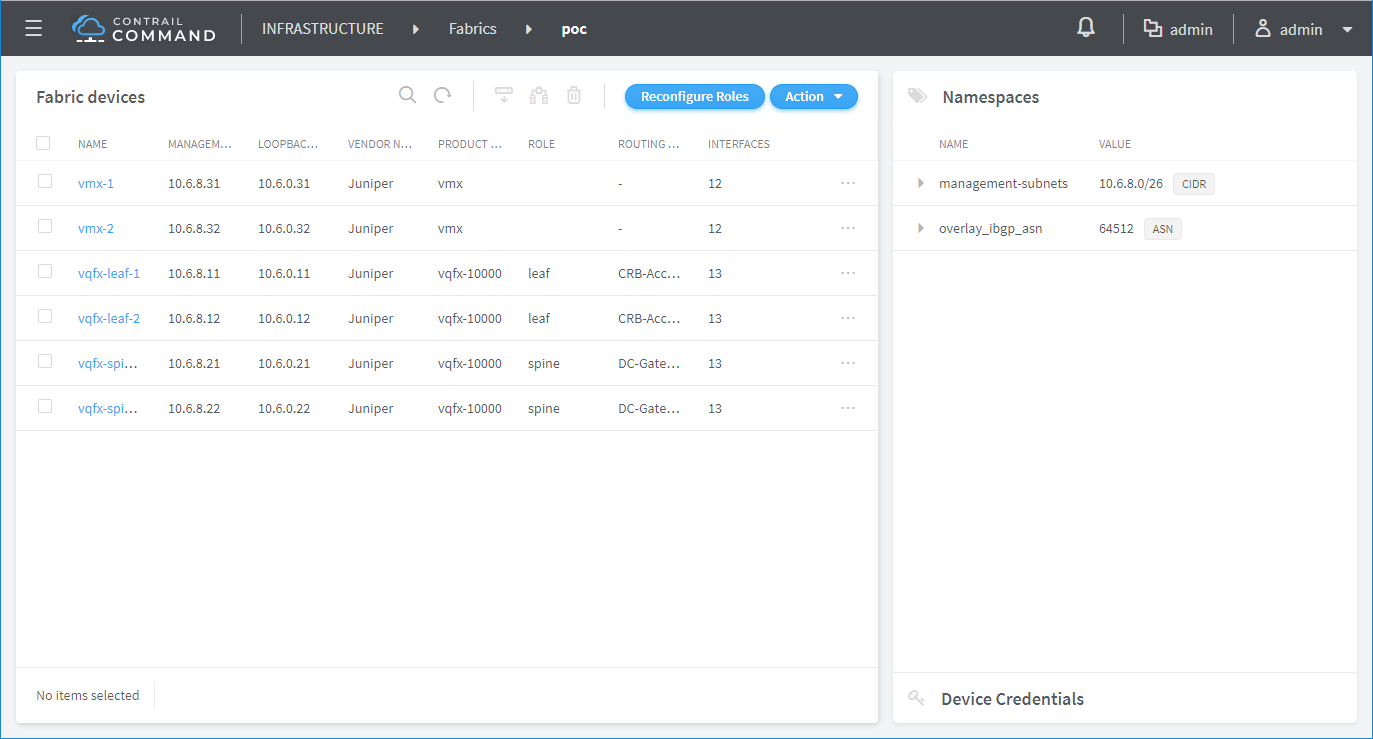 CONTRAIL COMMAND INFRASTRUCTURE Fabrics poc admin admin
Fabric devices Reconfigure Roles Action
NAME MANAGEM... LOOPBAC... VENDOR N... PRODUCT ... ROLE ROUTING ... INTERFACES
vmx-1 10.6.8.31 10.6.0.31 Juniper vmx - 12 ...
vmx-2 10.6.8.32 10.6.0.32 Juniper vmx - 12 ...
vqfx-leaf-1 10.6.8.11 10.6.0.11 Juniper vqfx-10000 leaf CRB-Acc... 13 ...
vqfx-leaf-2 10.6.8.12 10.6.0.12 Juniper vqfx-10000 leaf CRB-Acc... 13 ...
vqfx-spi... 10.6.8.21 10.6.0.21 Juniper vqfx-10000 spine DC-Gate... 13 ...
vqfx-spi... 10.6.8.22 10.6.0.22 Juniper vqfx-10000 spine DC-Gate... 13 ...
No items selected
Namespaces
NAME VALUE
management-subnets 10.6.8.0/26 CIDR
overlay_ibgp_asn 64512 ASN
Device Credentials